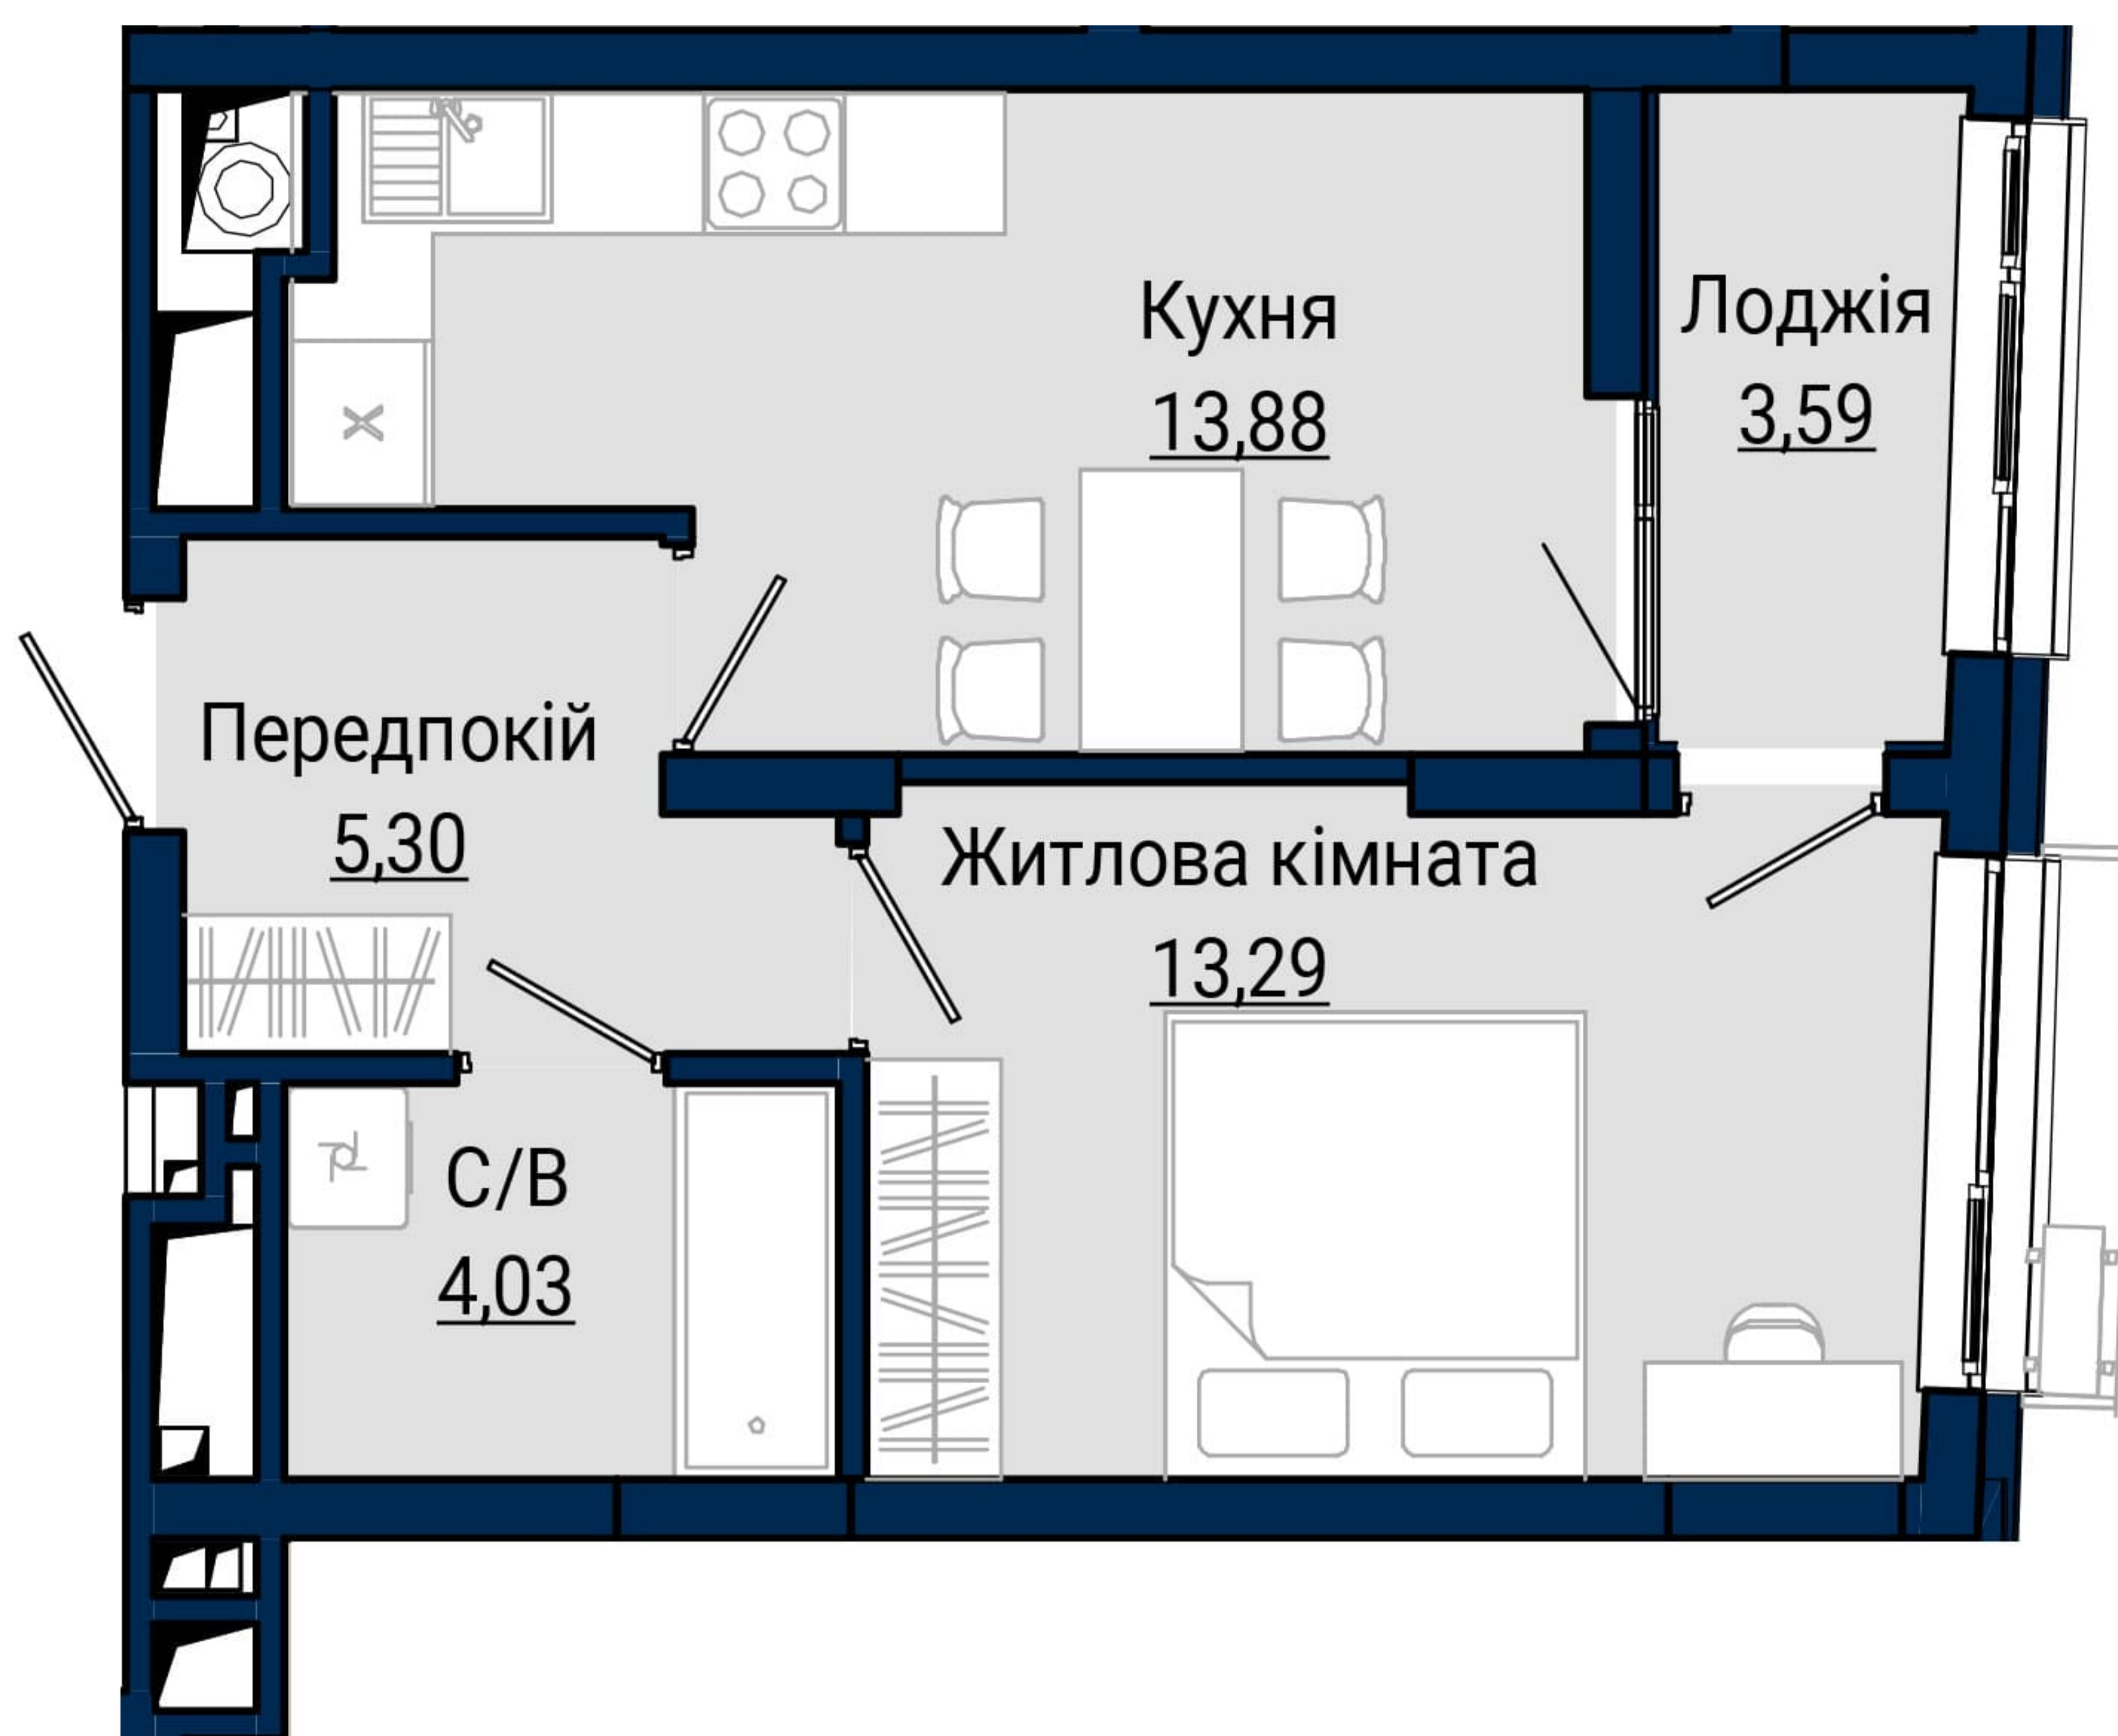 Кухня
13,88
Лоджія
3,59
Передпокій
5,30
Житлова кімната
13,29
С/В
4,03